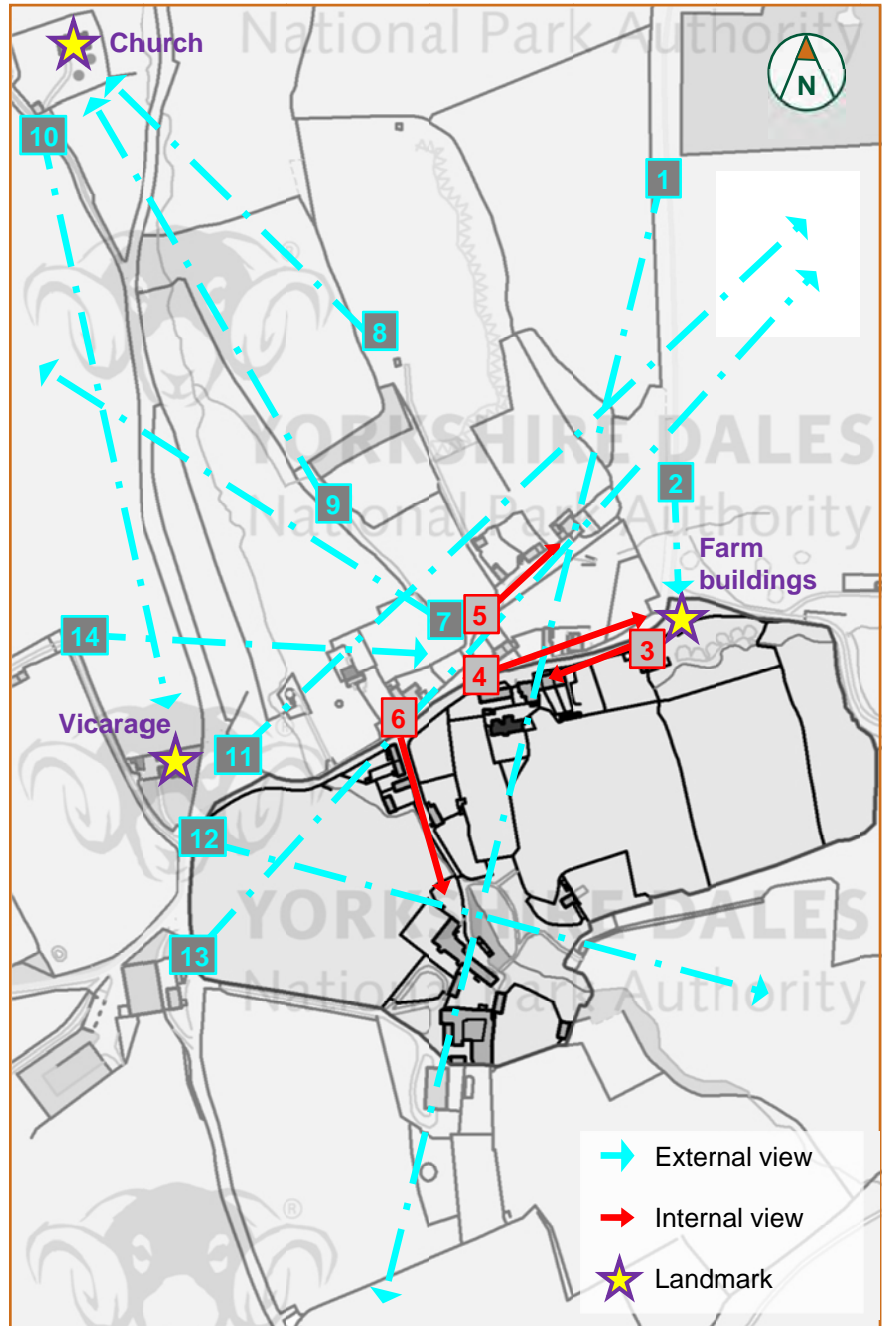 National Park Authority
Church
N
10
1
8
®
YORKSHIRE DALES
National Park Authority
9
2
Farm
buildings
5
7
14
3
4
6
Vicarage
11
12
YORKSHIRE DALES
National Park Authority
13
External view
Internal view
®
Landmark